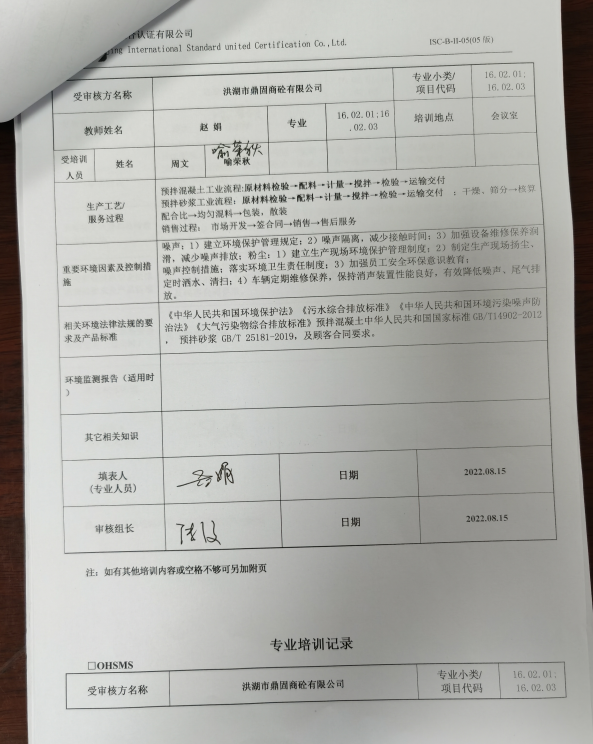 认证有限公司
ing International Standard united Certification Co.,Ltd.
ISC-B-II-05(05版)
受审核方名称 洪湖市鼎固商砼有限公司 专业小类/项目代码 16.02.01;16.02.03
教师姓名 赵娟 专业 16.02.01;16.02.03 培训地点 会议室
受培训人员 姓名 周文 喻荣秋 喻荣秋
生产工艺/服务过程
预拌混凝土工业流程:原材料检验→配料→计量→搅拌→检验→运输交付
预拌砂浆工业流程:原材料检验→配料→计量→搅拌→检验→运输交付 ;干燥、筛分→核算
配合比→均匀混料→包装,散装
销售过程: 市场开发→签合同→销售→售后服务
重要环境因素及控制措施
噪声:1)建立环境保护管理规定;2)噪声隔离,减少接触时间;3)加强设备维修保养润
滑,减少噪声排放;粉尘:1)建立生产现场环境保护管理制度;2)制定生产现场扬尘、
噪声控制措施;落实环境卫生责任制度;3)加强员工安全环保意识教育;
定时洒水、清扫;4)车辆定期维修保养,保持消声装置性能良好,有效降低噪声、尾气排
放。
相关环境法律法规的要求及产品标准
《中华人民共和国环境保护法》《污水综合排放标准》《中华人民共和国环境污染噪声防
治法》《大气污染物综合排放标准》预拌混凝土中华人民共和国国家标准GB/T14902-2012
,预拌砂浆 GB/T 25181-2019,及顾客合同要求。
环境监测报告(适用时)
其它相关知识
填表人(专业人员) 赵娟 日期 2022.08.15
审核组长 日期 2022.08.15
注:如有其他培训内容或空格不够可另加附页
专业培训记录
□OHSMS
受审核方名称 洪湖市鼎固商砼有限公司 专业小类/项目代码 16.02.01;16.02.03